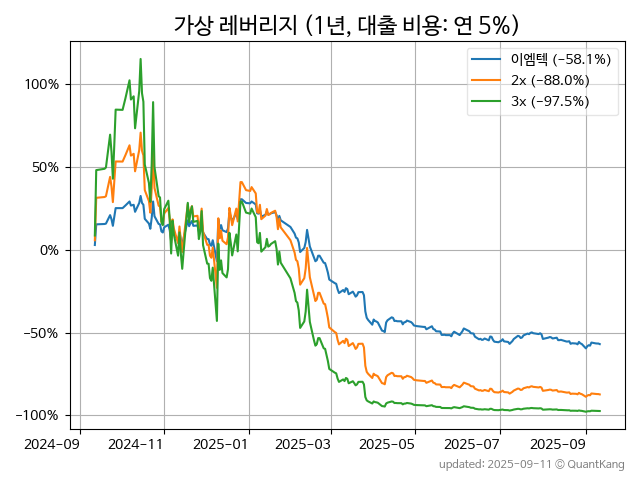 가상 레버리지 (1년, 대출 비용: 연 5%)
이엠텍 (-58.1%)
2x (-88.0%)
3x (-97.5%)
100%
50%
0%
-50%
-100%
2024-09 2024-11 2025-01 2025-03 2025-05 2025-07 2025-09
updated: 2025-09-11 © QuantKang